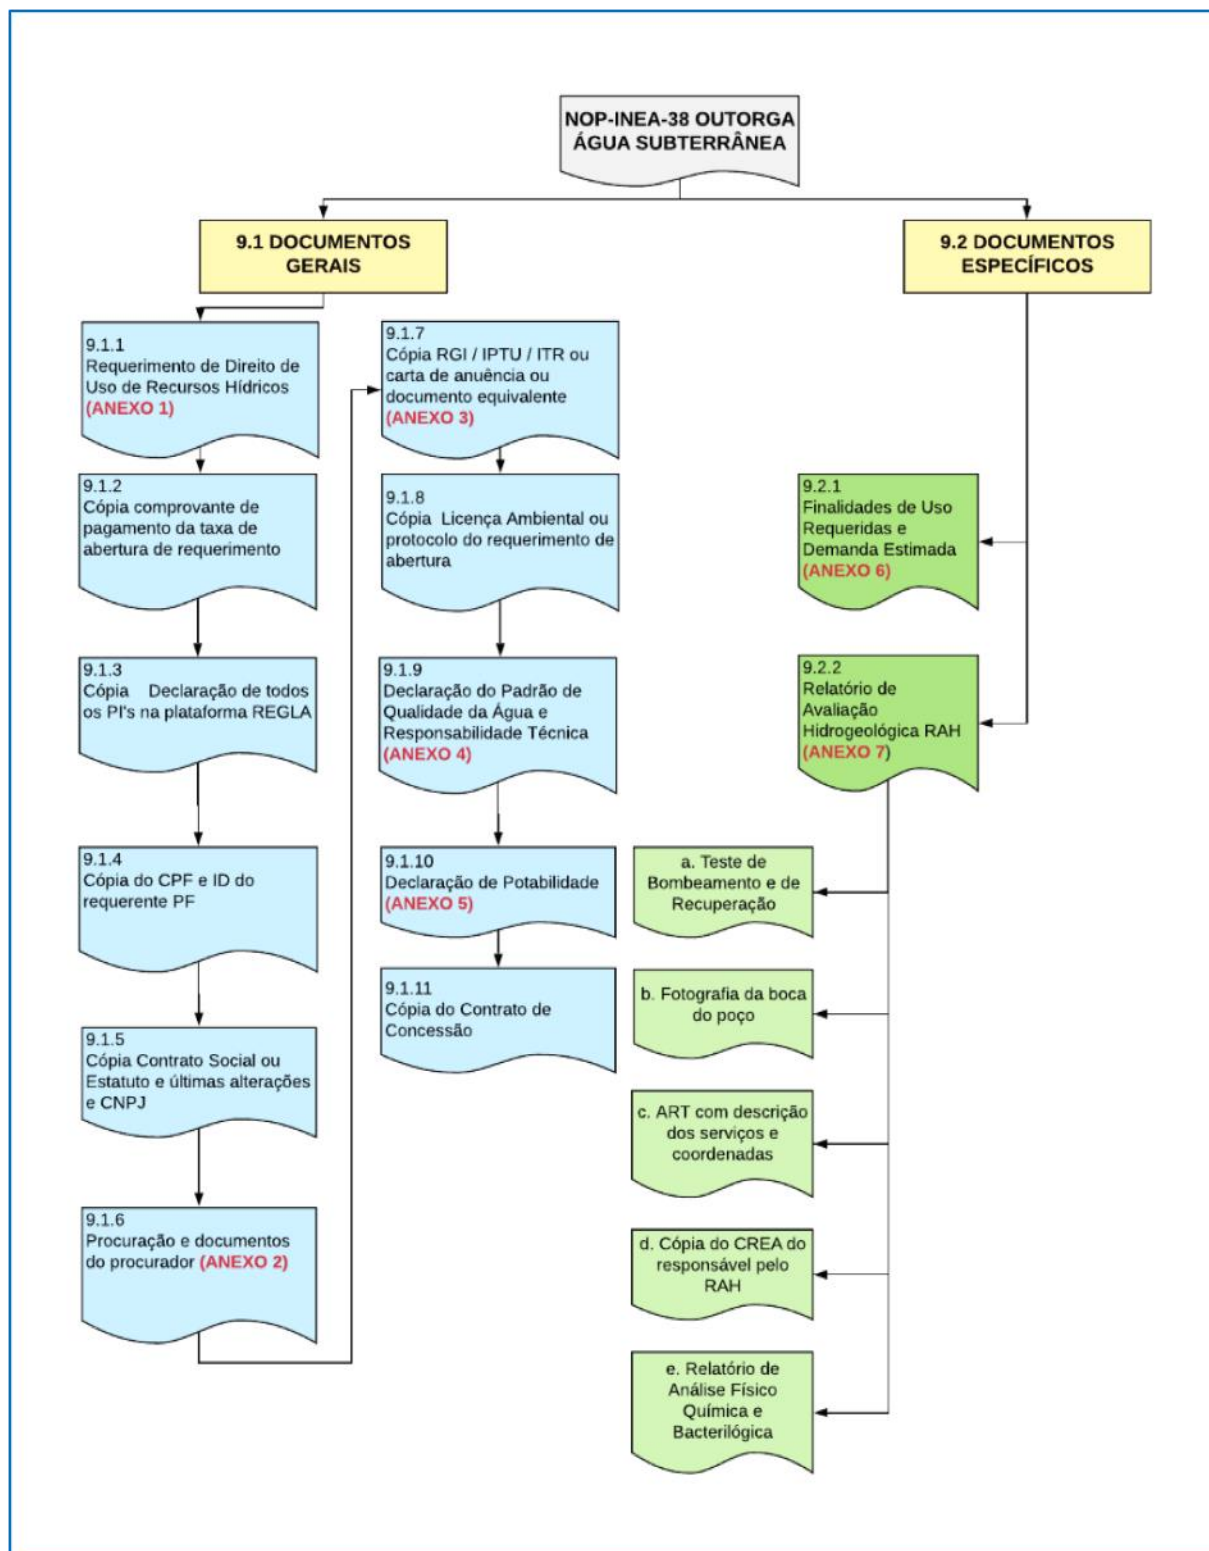 NOP-INEA-38 OUTORGA
ÁGUA SUBTERRÂNEA
9.1 DOCUMENTOS
GERAIS
9.1.1
Requerimento de Direito de
Uso de Recursos Hídricos
(ANEXO 1)
9.1.2
Cópia comprovante de
pagamento da taxa de
abertura de requerimento
9.1.3
Cópia Declaração de todos
os PI's na plataforma REGLA
9.1.4
Cópia do CPF e ID do
requerente PF
9.1.5
Cópia Contrato Social ou
Estatuto e últimas alterações
e CNPJ
9.1.6
Procuração e documentos
do procurador (ANEXO 2)
9.1.7
Cópia RGI / IPTU / ITR ou
carta de anuência ou
documento equivalente
(ANEXO 3)
9.1.8
Cópia Licença Ambiental ou
protocolo do requerimento de
abertura
9.1.9
Declaração do Padrão de
Qualidade da Água e
Responsabilidade Técnica
(ANEXO 4)
9.1.10
Declaração de Potabilidade
(ANEXO 5)
9.1.11
Cópia do Contrato de
Concessão
9.2 DOCUMENTOS
ESPECÍFICOS
9.2.1
Finalidades de Uso
Requeridas e
Demanda Estimada
(ANEXO 6)
9.2.2
Relatório de
Avaliação
Hidrogeológica RAH
(ANEXO 7)
a. Teste de
Bombeamento e de
Recuperação
b. Fotografia da boca
do poço
c. ART com descrição
dos serviços e
coordenadas
d. Cópia do CREA do
responsável pelo
RAH
e. Relatório de
Análise Físico
Química e
Bacterilógica